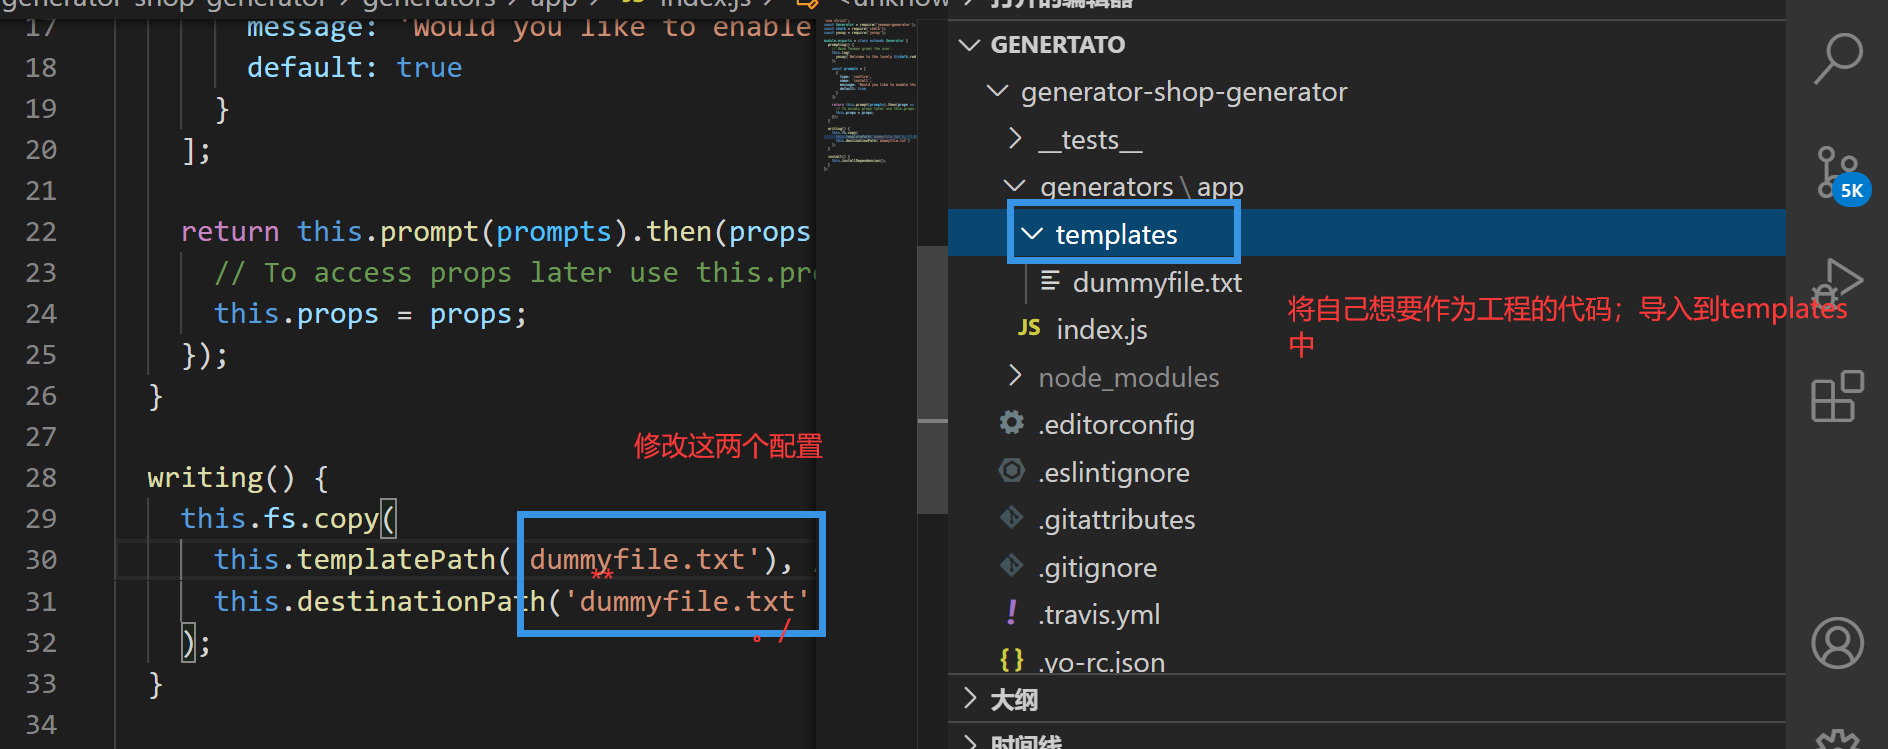 generator-shop-generator > generators > app > JS index.js > <unknow
17 message: 'Would you like to enable
18 default: true
19 }
20 ];
21
22 return this.prompt(prompts).then(props
23 // To access props later use this.pro
24 this.props = props;
25 });
26 }
27
修改这两个配置
28 writing() {
29 this.fs.copy(
30 this.templatePath( dummyfile.txt'),
**
31 this.destinationPath('dummyfile.txt'
。/
32 );
33 }
34
打开的编辑器
GENERTATO
generator-shop-generator
__tests__
generators \ app
templates
dummyfile.txt
JS index.js
将自己想要作为工程的代码；导入到templates
中
node_modules
.editorconfig
.eslintignore
.gitattributes
.gitignore
! .travis.yml
{} .yo-rc.json
大纲
时间线
5K